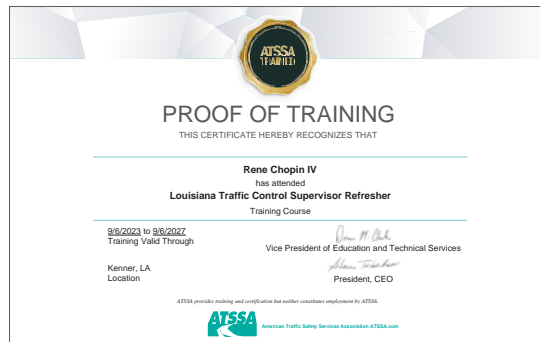 ATSSA
TRAINED
PROOF OF TRAINING
THIS CERTIFICATE HEREBY RECOGNIZES THAT
Rene Chopin IV
has attended
Louisiana Traffic Control Supervisor Refresher
Training Course
9/6/2023 to 9/6/2027
Training Valid Through
Vice President of Education and Technical Services
Kenner, LA
Location
President, CEO
ATSSA provides training and certification but neither constitutes employment by ATSSA.
ATSSA American Traffic Safety Services Association ATSSA.com